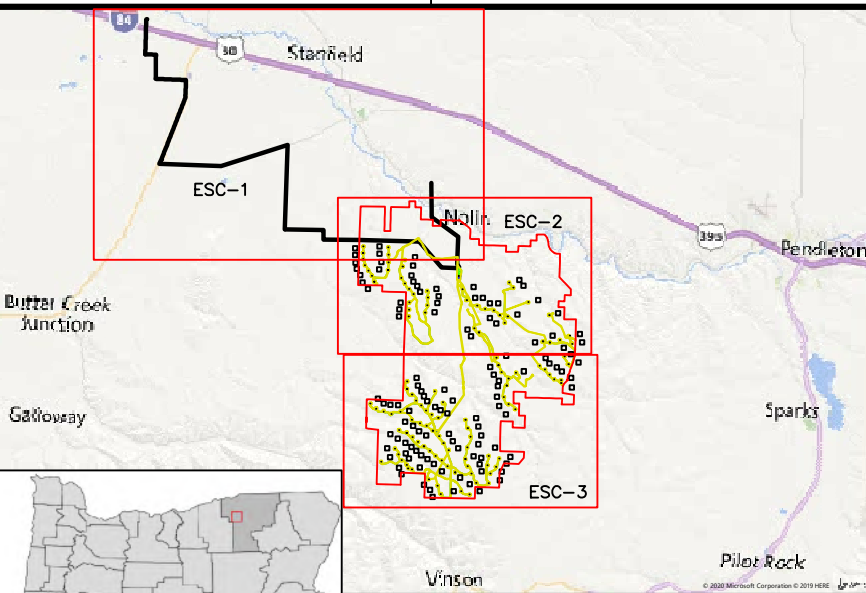 84
30
Stanfield
ESC-1
Nolin
ESC-2
395
Pendleton
Butter Creek
Junction
Galloway
Sparks
ESC-3
Pilot Rock
Vinson
© 2020 Microsoft Corporation © 2019 HERE